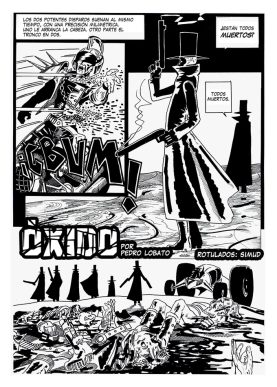 LOS DOS POTENTES DISPAROS SUENAN AL MISMO
TIEMPO, CON UNA PRECISIÓN MILIMÉTRICA.
UNO LE ARRANCA LA CABEZA, OTRO PARTE EL
TRONCO EN DOS.
¡ESTÁN TODOS
MUERTOS!
TODOS
MUERTOS.
¡BUM!
ÓXIDO
POR
PEDRO LOBATO
ROTULADOS: SIMUD